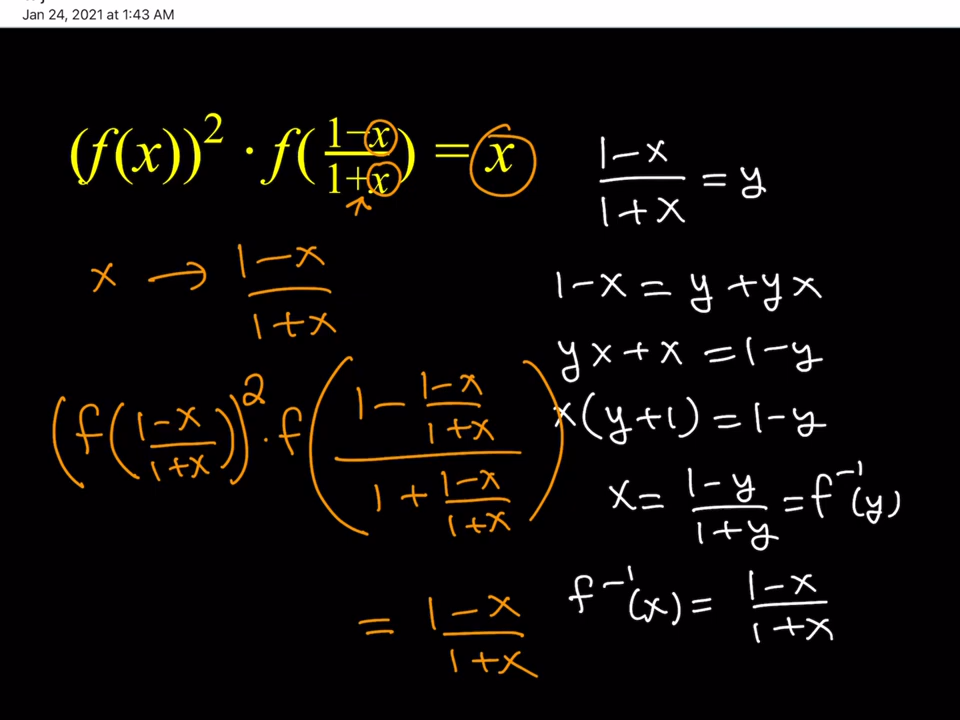 Jan 24, 2021 at 1:43 AM
(f(x))² · f((1−x)/(1+x)) = x
x → (1−x)/(1+x)
(f((1−x)/(1+x)))² · f((1 − (1−x)/(1+x))/(1 + (1−x)/(1+x)))
= (1−x)/(1+x)
(1−x)/(1+x) = y
1−x = y + yx
yx + x = 1−y
x(y+1) = 1−y
x = (1−y)/(1+y) = f⁻¹(y)
f⁻¹(x) = (1−x)/(1+x)